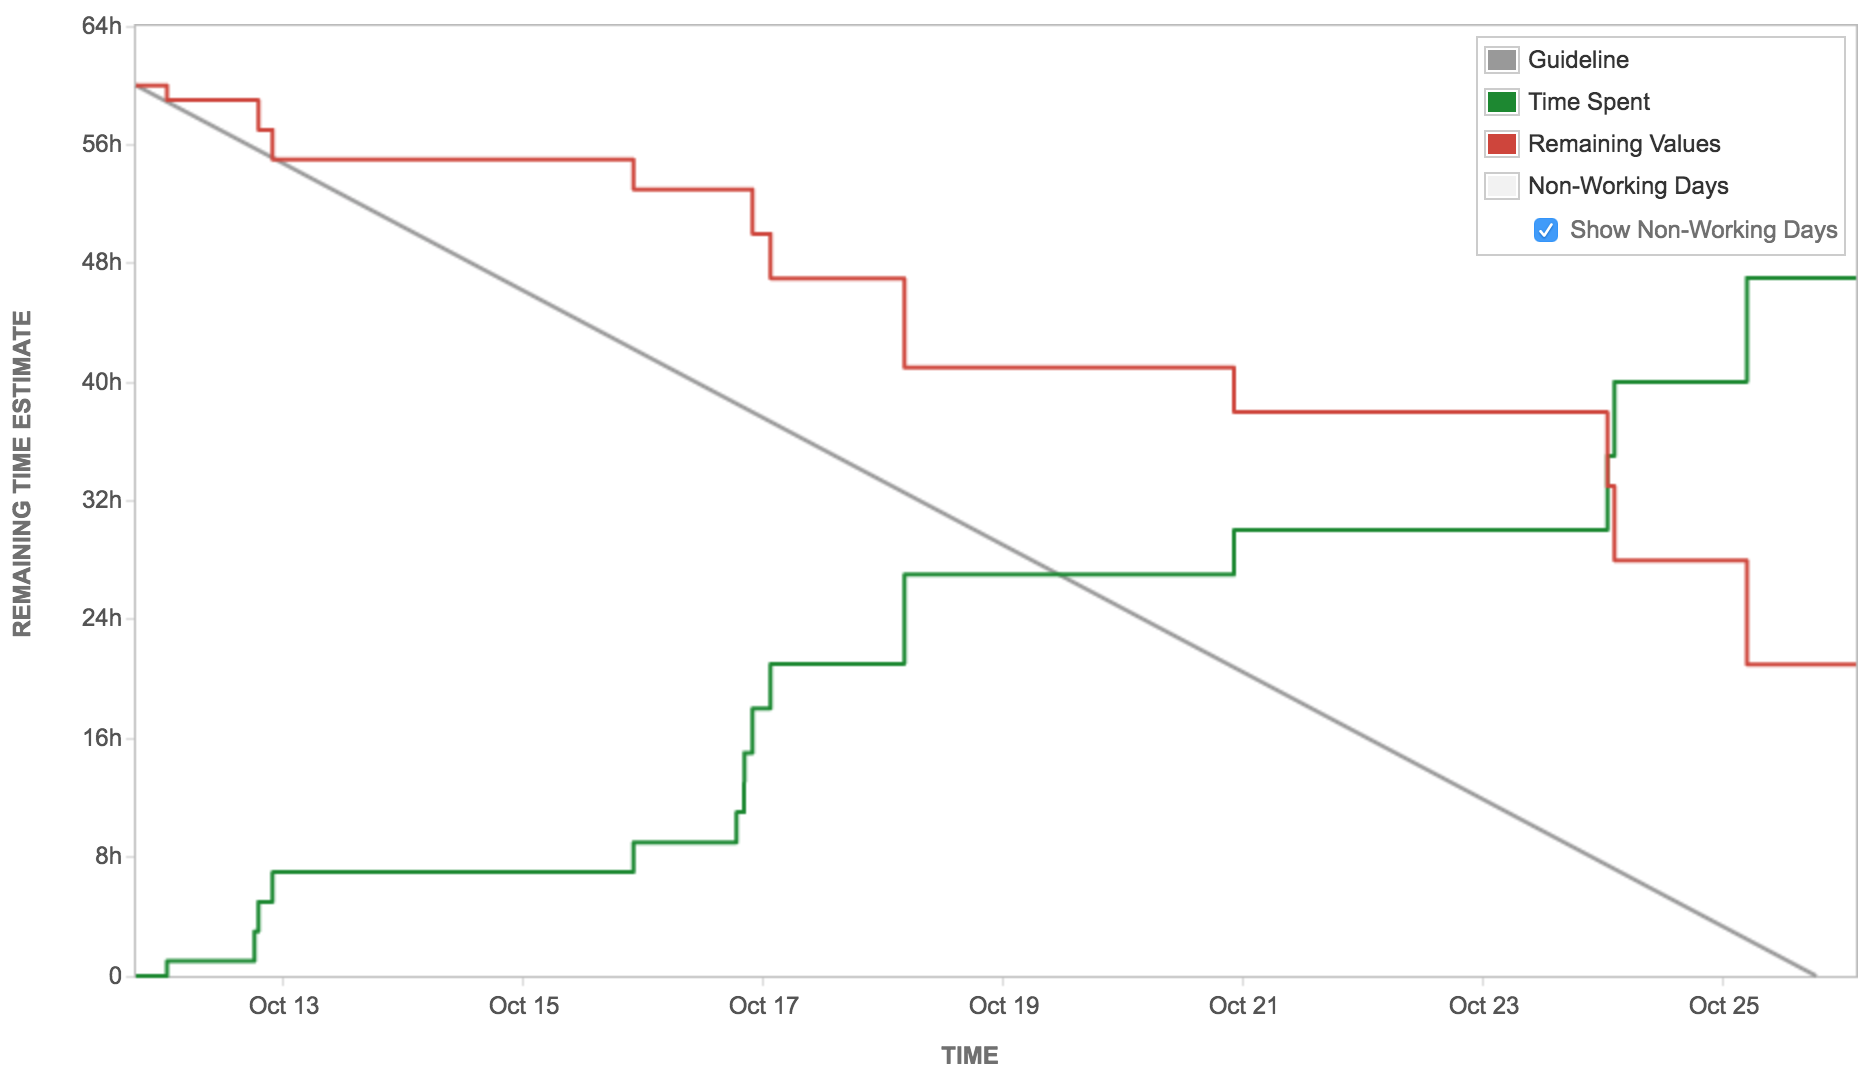 64h
56h
48h
40h
32h
24h
16h
8h
0
REMAINING TIME ESTIMATE
Guideline
Time Spent
Remaining Values
Non-Working Days
Show Non-Working Days
Oct 13 Oct 15 Oct 17 Oct 19 Oct 21 Oct 23 Oct 25
TIME